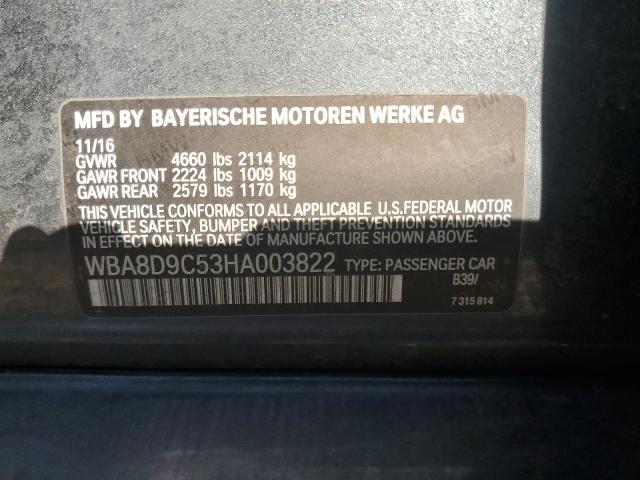 MFD BY BAYERISCHE MOTOREN WERKE AG
11/16
GVWR 4660 lbs 2114 kg
GAWR FRONT 2224 lbs 1009 kg
GAWR REAR 2579 lbs 1170 kg
THIS VEHICLE CONFORMS TO ALL APPLICABLE U.S.FEDERAL MOTOR
VEHICLE SAFETY, BUMPER AND THEFT PREVENTION STANDARDS
IN EFFECT ON THE DATE OF MANUFACTURE SHOWN ABOVE.
WBA8D9C53HA003822 TYPE: PASSENGER CAR
B39/
7 315 814